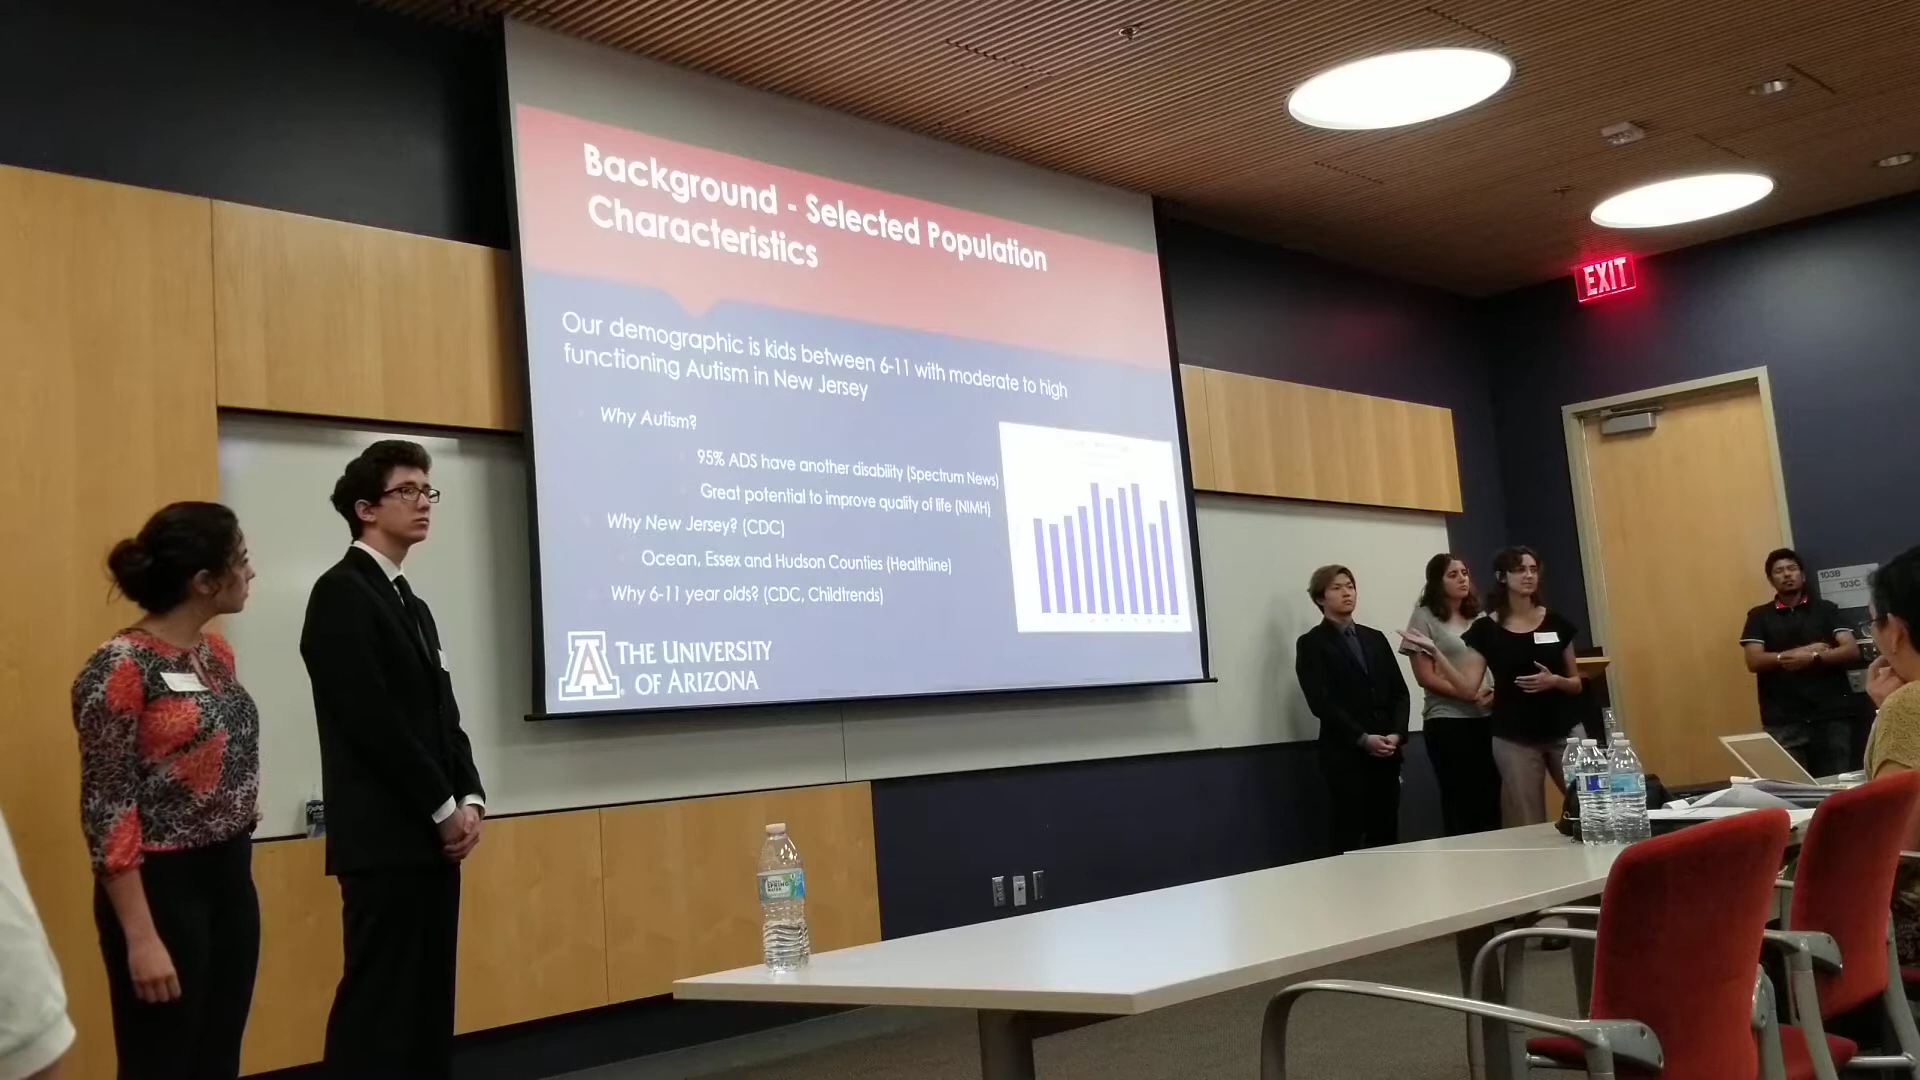 Background - Selected Population
Characteristics
Our demographic is kids between 6-11 with moderate to high
functioning Autism in New Jersey
Why Autism?
95% ADS have another disability (Spectrum News)
Great potential to improve quality of life (NIMH)
Why New Jersey? (CDC)
Ocean, Essex and Hudson Counties (Healthline)
Why 6-11 year olds? (CDC, Childtrends)
A
THE UNIVERSITY
OF ARIZONA
EXIT
103B
103C
SPRING